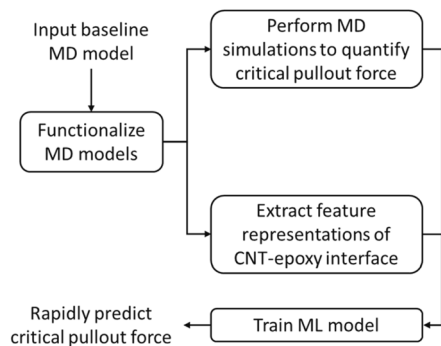 Input baseline
MD model
Functionalize
MD models
Perform MD
simulations to quantify
critical pullout force
Extract feature
representations of
CNT-epoxy interface
Train ML model
Rapidly predict
critical pullout force